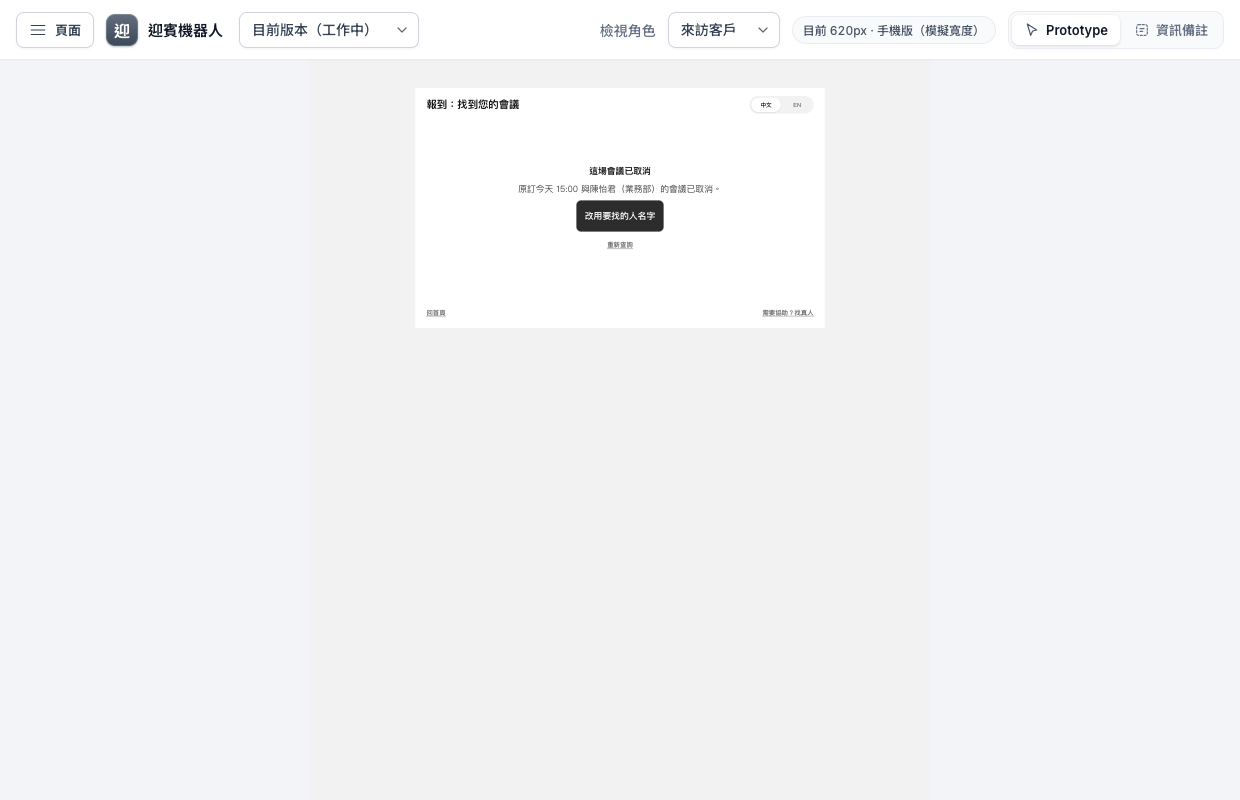 頁面
迎
迎賓機器人
目前版本（工作中）
檢視角色
來訪客戶
目前 620px · 手機版（模擬寬度）
Prototype
資訊備註
報到：找到您的會議
中文
EN
這場會議已取消
原訂今天 15:00 與陳怡君（業務部）的會議已取消。
改用要找的人名字
重新查詢
回首頁
需要協助？找真人